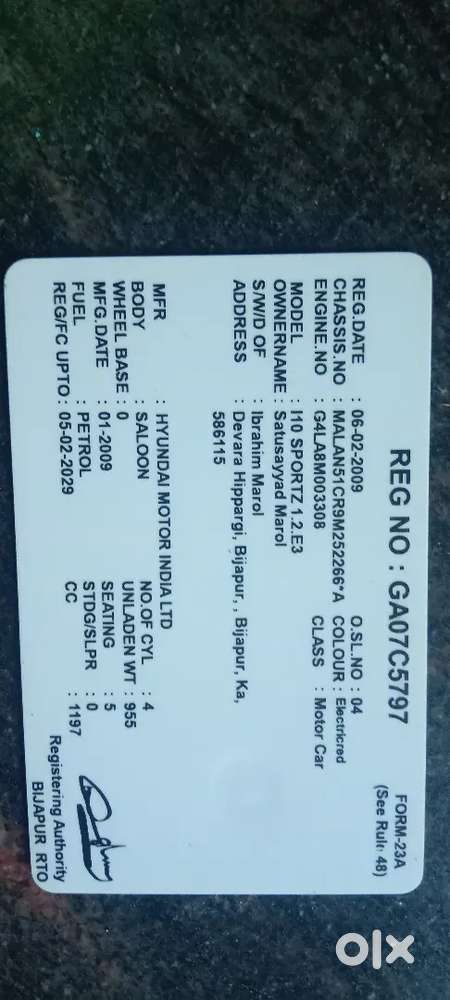 FORM-23A
(See Rule 48)
REG NO : GA07C5797
REG.DATE : 06-02-2009 O.SL.NO : 04
CHASSIS.NO : MALAN51CR9M252266*A COLOUR : Electricred
ENGINE.NO : G4LA8M003308 CLASS : Motor Car
MODEL : I10 SPORTZ 1.2.E3
OWNERNAME : Satusayyad Marol
S/W/D OF : Ibrahim Marol
ADDRESS : Devara Hippargi, Bijapur, , Bijapur, Ka,
586115
MFR : HYUNDAI MOTOR INDIA LTD
BODY : SALOON NO.OF CYL : 4
WHEEL BASE : 0 UNLADEN WT : 955
MFG.DATE : 01-2009 SEATING : 5
FUEL : PETROL STDG/SLPR : 0
REG/FC UPTO : 05-02-2029 CC : 1197
Registering Authority
BIJAPUR RTO
olx